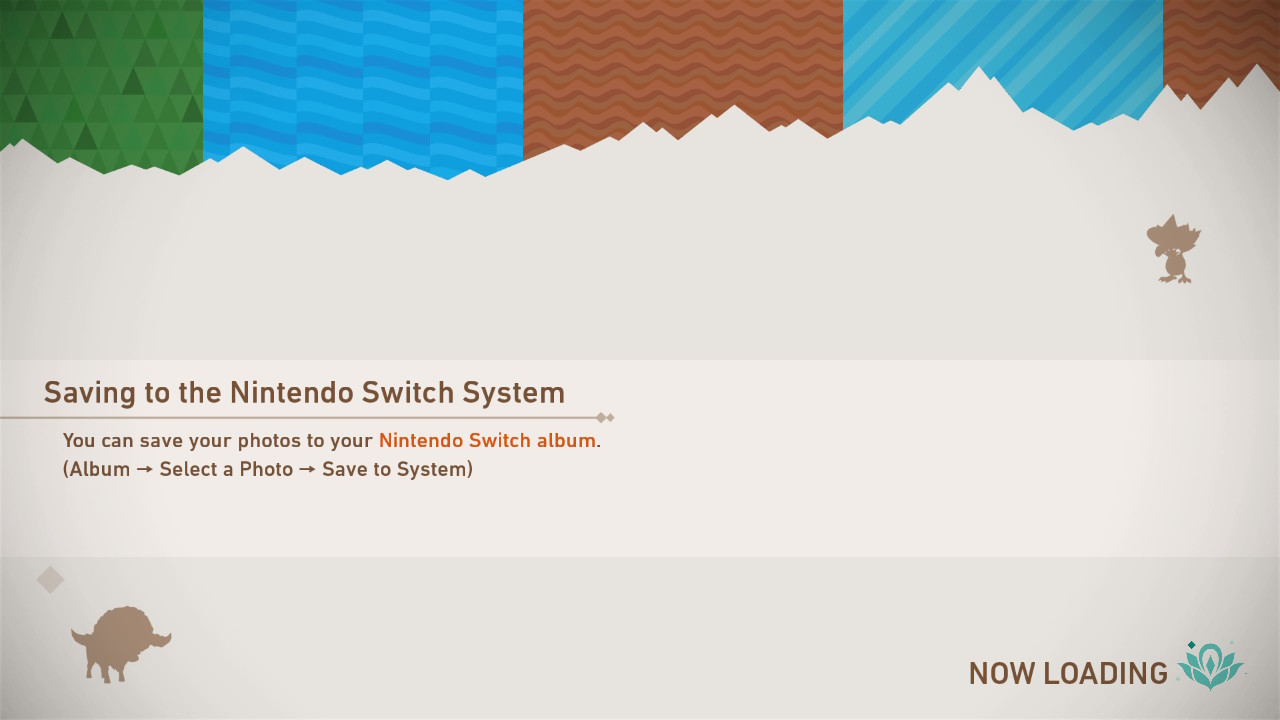 Saving to the Nintendo Switch System
You can save your photos to your Nintendo Switch album.
(Album → Select a Photo → Save to System)
NOW LOADING